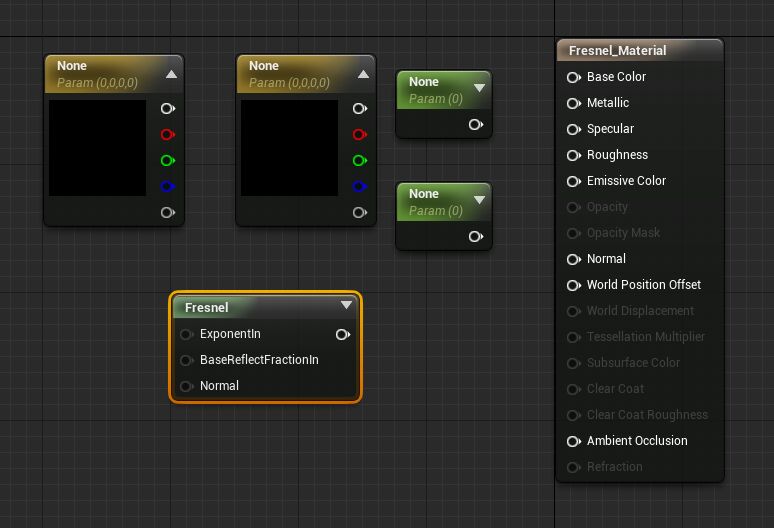 None
Param (0,0,0,0)
None
Param (0,0,0,0)
None
Param (0)
None
Param (0)
Fresnel
ExponentIn
BaseReflectFractionIn
Normal
Fresnel_Material
Base Color
Metallic
Specular
Roughness
Emissive Color
Opacity
Opacity Mask
Normal
World Position Offset
World Displacement
Tessellation Multiplier
Subsurface Color
Clear Coat
Clear Coat Roughness
Ambient Occlusion
Refraction